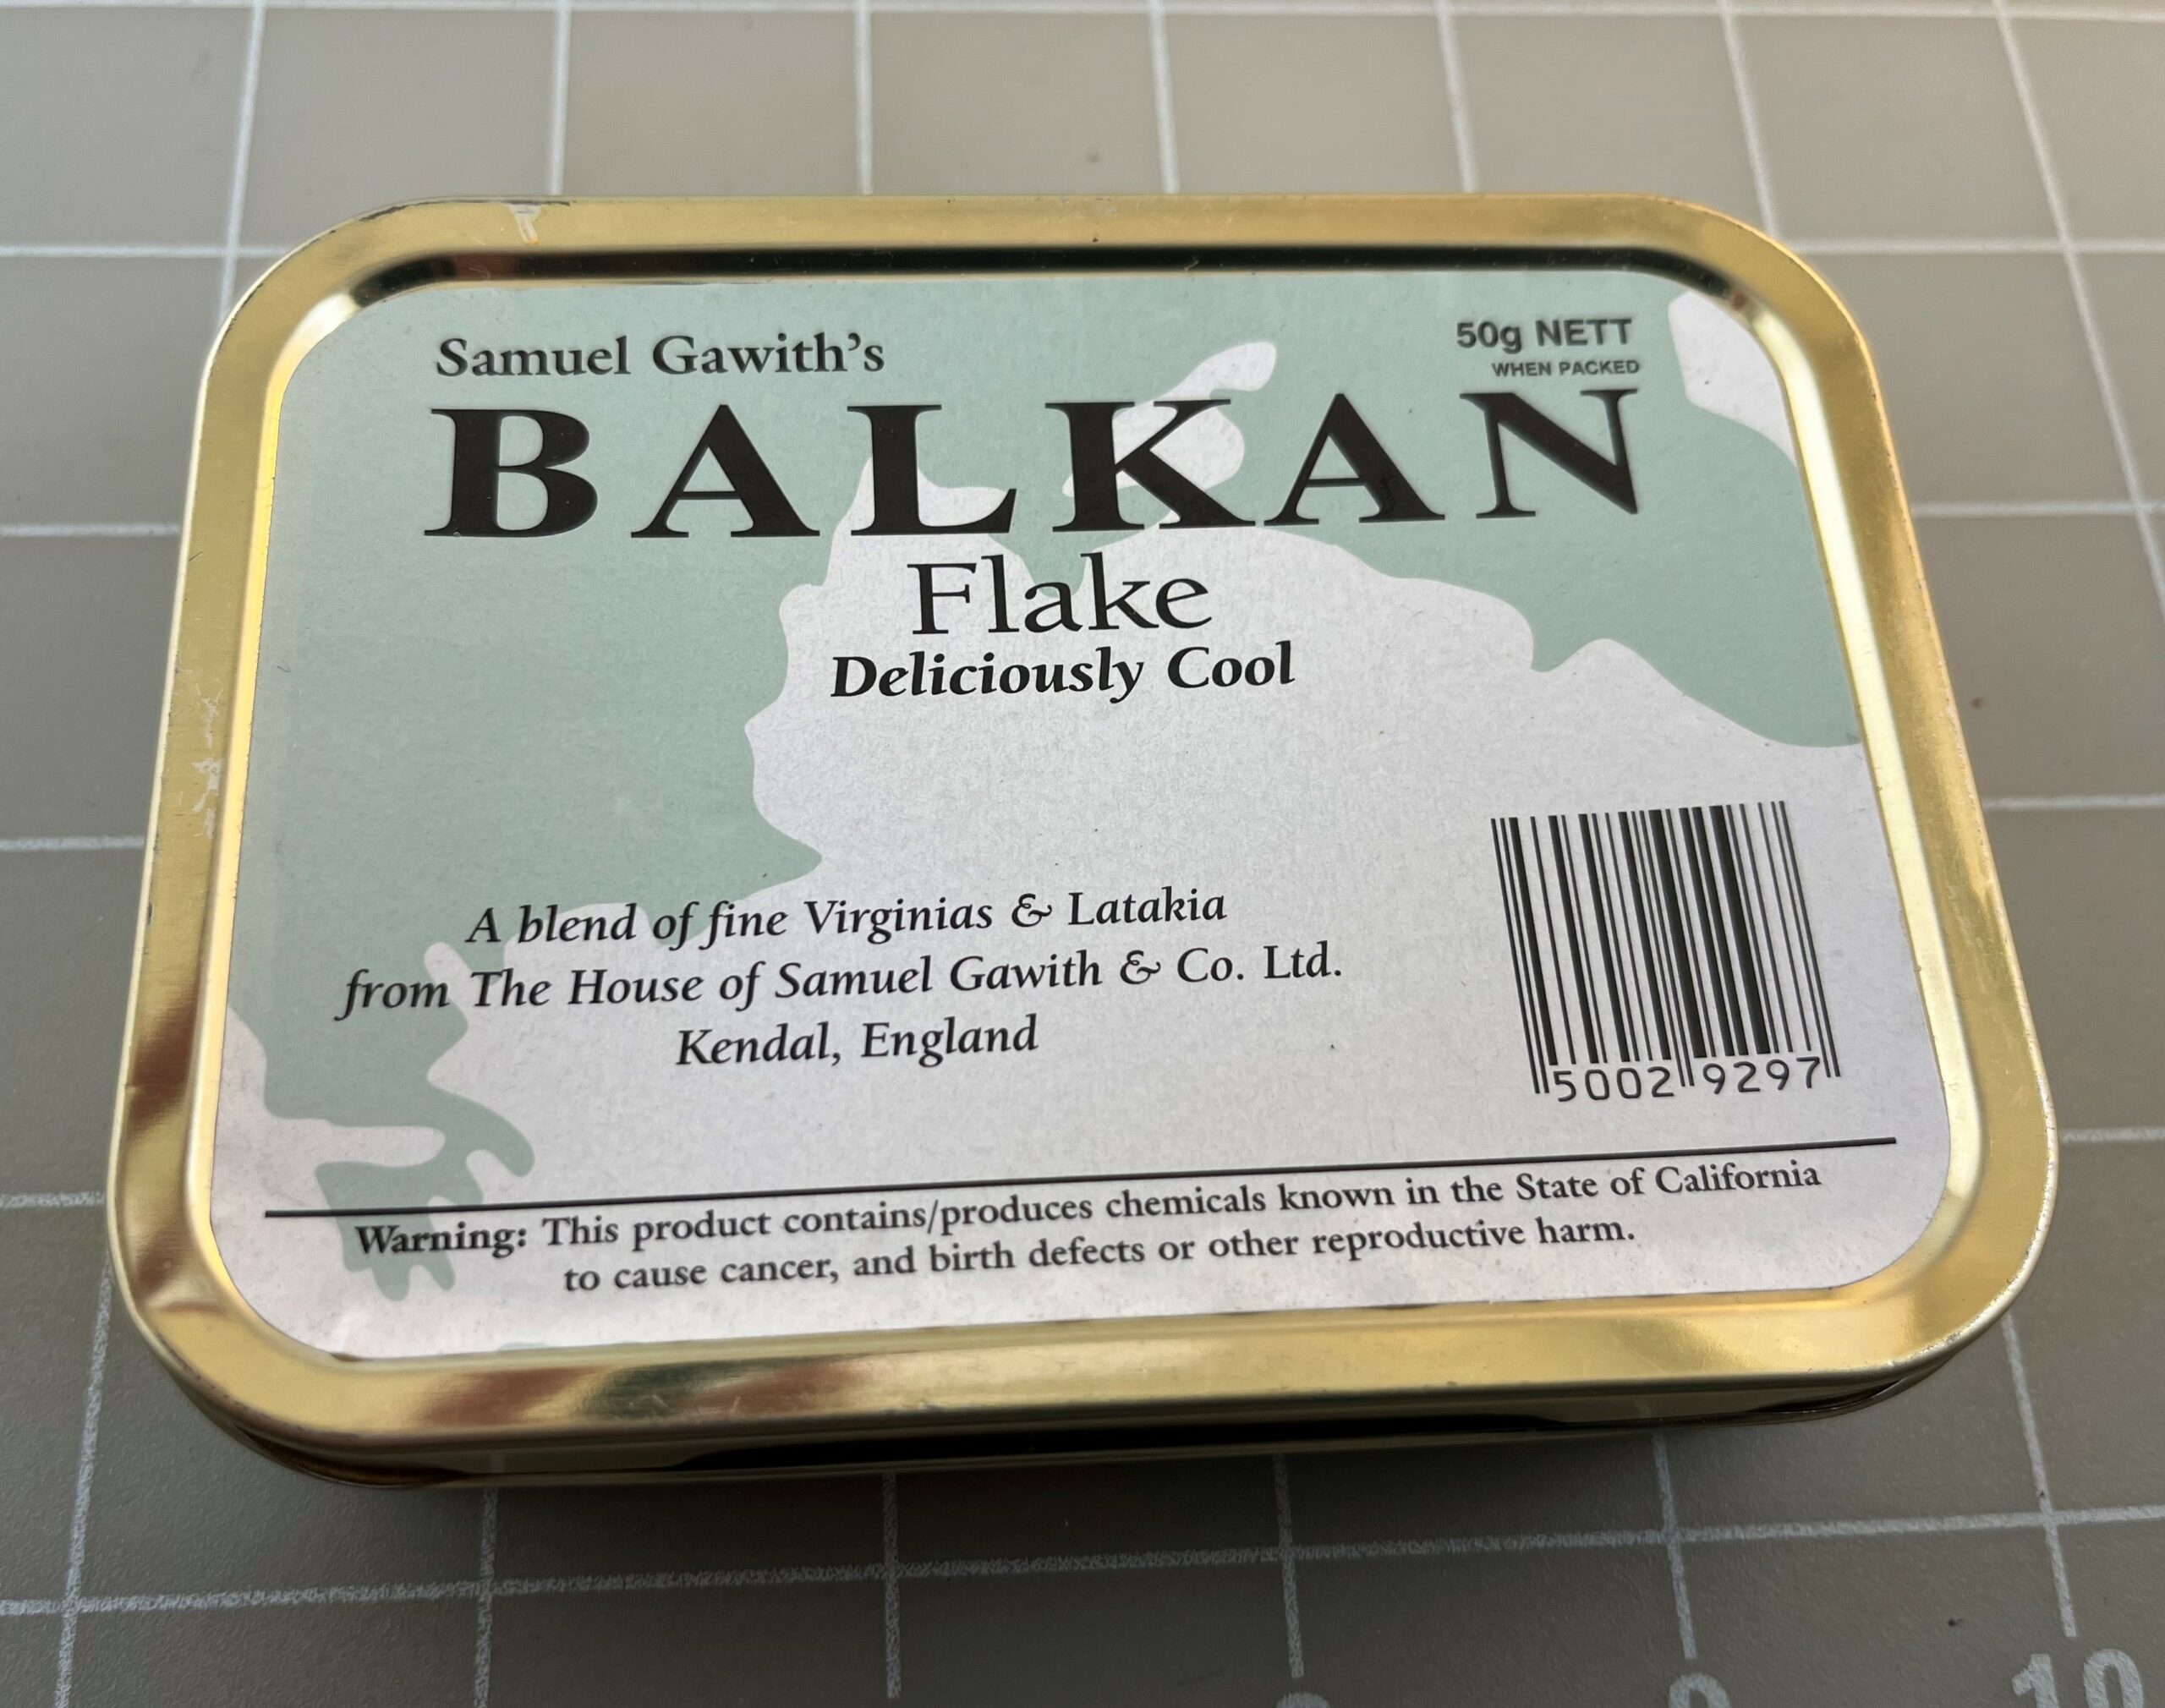 Samuel Gawith's
50g NETT
WHEN PACKED
BALKAN
Flake
Deliciously Cool
A blend of fine Virginias & Latakia
from The House of Samuel Gawith & Co. Ltd.
Kendal, England
5002 9297
Warning: This product contains/produces chemicals known in the State of California
to cause cancer, and birth defects or other reproductive harm.
10